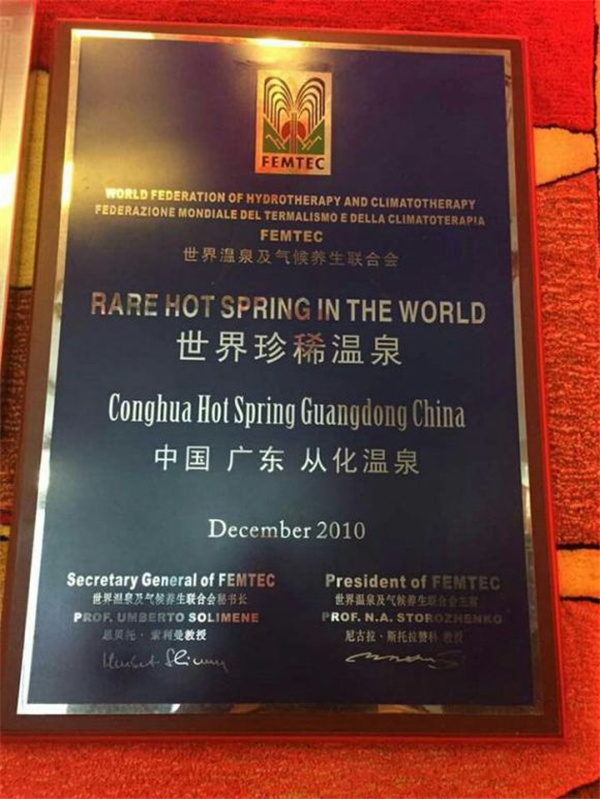 FEMTEC
WORLD FEDERATION OF HYDROTHERAPY AND CLIMATOTHERAPY
FEDERAZIONE MONDIALE DEL TERMALISMO E DELLA CLIMATOTERAPIA
FEMTEC
世界温泉及气候养生联合会
RARE HOT SPRING IN THE WORLD
世界珍稀温泉
Conghua Hot Spring Guangdong China
中国 广东 从化温泉
December 2010
Secretary General of FEMTEC
世界温泉及气候养生联合会秘书长
PROF. UMBERTO SOLIMENE
索利曼教授
President of FEMTEC
世界温泉及气候养生联合会主席
PROF. N.A. STOROZHENKO
尼古拉·斯托拉赞科 教授